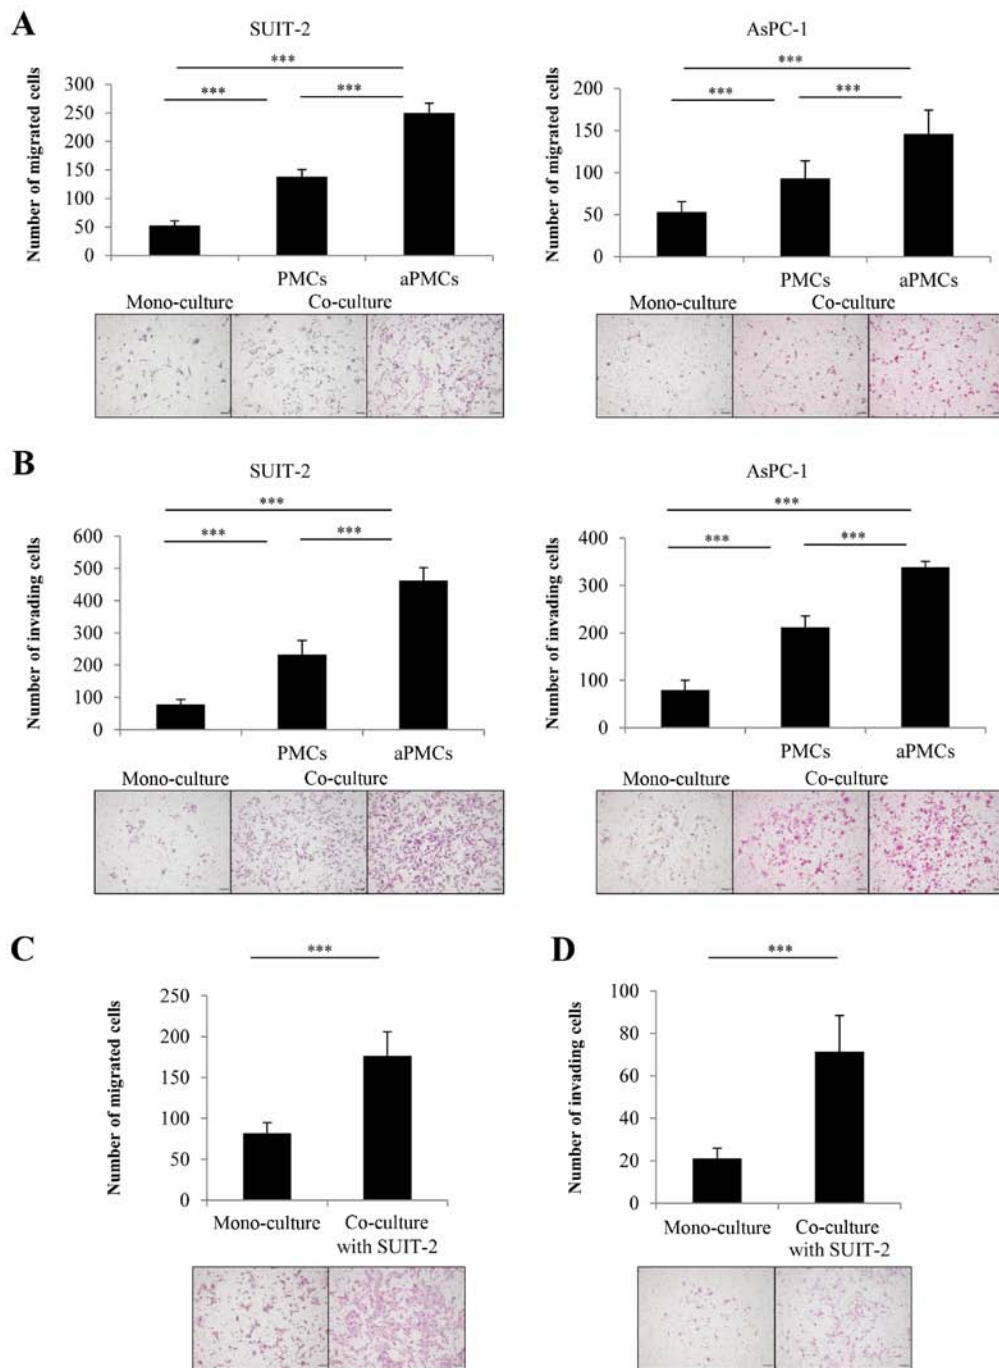 A
SUIT-2
AsPC-1
***
***
***
***
***
***
Number of migrated cells
300
250
200
150
100
50
0
Number of migrated cells
200
150
100
50
0
PMCs aPMCs
PMCs aPMCs
Mono-culture Co-culture
Mono-culture Co-culture
B
SUIT-2
AsPC-1
***
***
***
***
***
***
Number of invading cells
600
500
400
300
200
100
0
Number of invading cells
400
300
200
100
0
PMCs aPMCs
PMCs aPMCs
Mono-culture Co-culture
Mono-culture Co-culture
C
***
Number of migrated cells
250
200
150
100
50
0
Mono-culture Co-culture
with SUIT-2
D
***
Number of invading cells
100
80
60
40
20
0
Mono-culture Co-culture
with SUIT-2